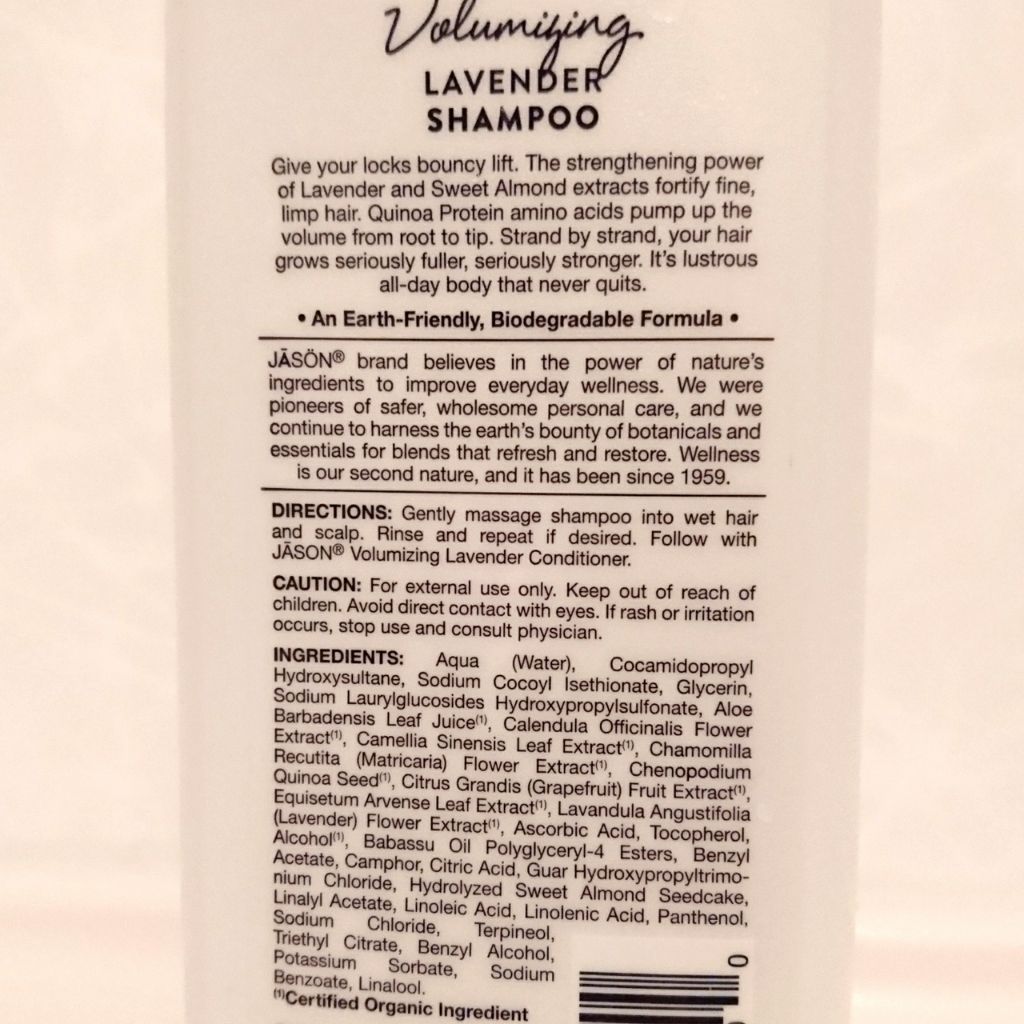 Volumizing
LAVENDER
SHAMPOO
Give your locks bouncy lift. The strengthening power
of Lavender and Sweet Almond extracts fortify fine,
limp hair. Quinoa Protein amino acids pump up the
volume from root to tip. Strand by strand, your hair
grows seriously fuller, seriously stronger. It's lustrous
all-day body that never quits.
• An Earth-Friendly, Biodegradable Formula •
JĀSÖN® brand believes in the power of nature's
ingredients to improve everyday wellness. We were
pioneers of safer, wholesome personal care, and we
continue to harness the earth's bounty of botanicals and
essentials for blends that refresh and restore. Wellness
is our second nature, and it has been since 1959.
DIRECTIONS: Gently massage shampoo into wet hair
and scalp. Rinse and repeat if desired. Follow with
JĀSÖN® Volumizing Lavender Conditioner.
CAUTION: For external use only. Keep out of reach of
children. Avoid direct contact with eyes. If rash or irritation
occurs, stop use and consult physician.
INGREDIENTS: Aqua (Water), Cocamidopropyl
Hydroxysultane, Sodium Cocoyl Isethionate, Glycerin,
Sodium Laurylglucosides Hydroxypropylsulfonate, Aloe
Barbadensis Leaf Juice⁽¹⁾, Calendula Officinalis Flower
Extract⁽¹⁾, Camellia Sinensis Leaf Extract⁽¹⁾, Chamomilla
Recutita (Matricaria) Flower Extract⁽¹⁾, Chenopodium
Quinoa Seed⁽¹⁾, Citrus Grandis (Grapefruit) Fruit Extract⁽¹⁾,
Equisetum Arvense Leaf Extract⁽¹⁾, Lavandula Angustifolia
(Lavender) Flower Extract⁽¹⁾, Ascorbic Acid, Tocopherol,
Alcohol⁽¹⁾, Babassu Oil Polyglyceryl-4 Esters, Benzyl
Acetate, Camphor, Citric Acid, Guar Hydroxypropyltrimo-
nium Chloride, Hydrolyzed Sweet Almond Seedcake,
Linalyl Acetate, Linoleic Acid, Linolenic Acid, Panthenol,
Sodium Chloride, Terpineol,
Triethyl Citrate, Benzyl Alcohol,
Potassium Sorbate, Sodium
Benzoate, Linalool.
⁽¹⁾Certified Organic Ingredient
0